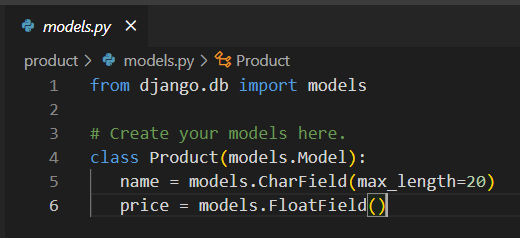 models.py ×
product > models.py > Product
1 from django.db import models
2
3 # Create your models here.
4 class Product(models.Model):
5 name = models.CharField(max_length=20)
6 price = models.FloatField()